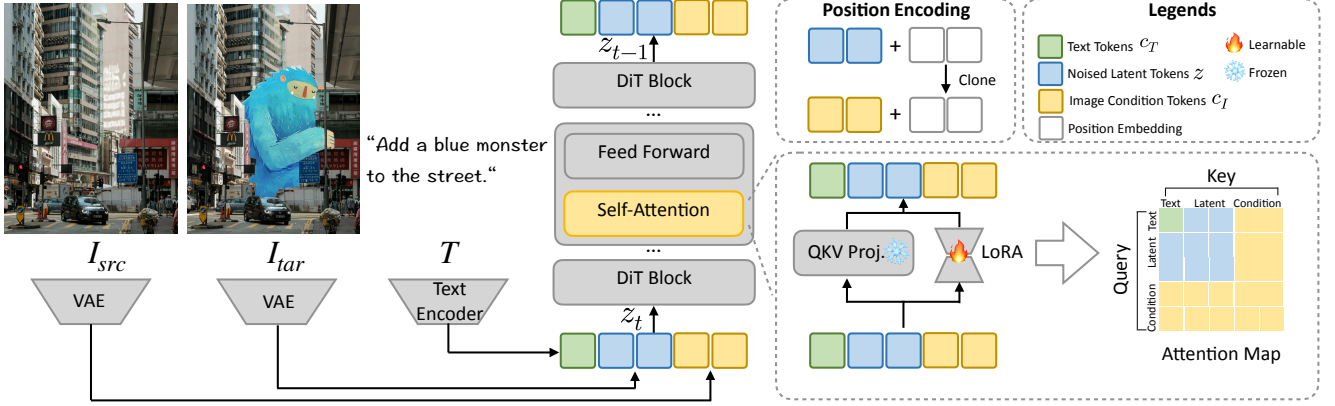 “Add a blue monster
to the street.“
I_src
I_tar
T
VAE
VAE
Text
Encoder
z_{t-1}
DiT Block
...
Feed Forward
Self-Attention
...
DiT Block
z_t
Position Encoding
+
Clone
+
Legends
Text Tokens c_T
Learnable
Noised Latent Tokens z
Frozen
Image Condition Tokens c_I
Position Embedding
QKV Proj.
LoRA
Key
Text Latent Condition
Query
Text
Latent
Condition
Attention Map